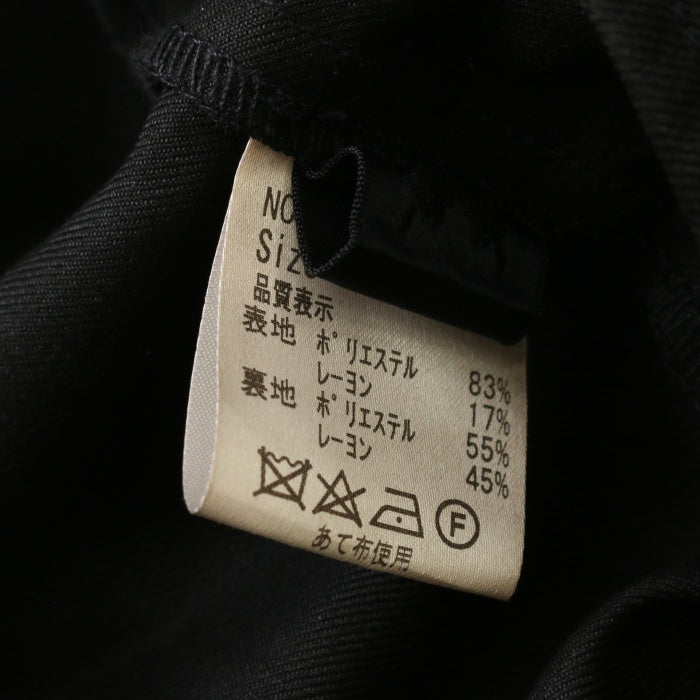 NO
Size
品質表示
表地 ポリエステル 83%
レーヨン 17%
裏地 ポリエステル 55%
レーヨン 45%
F
あて布使用